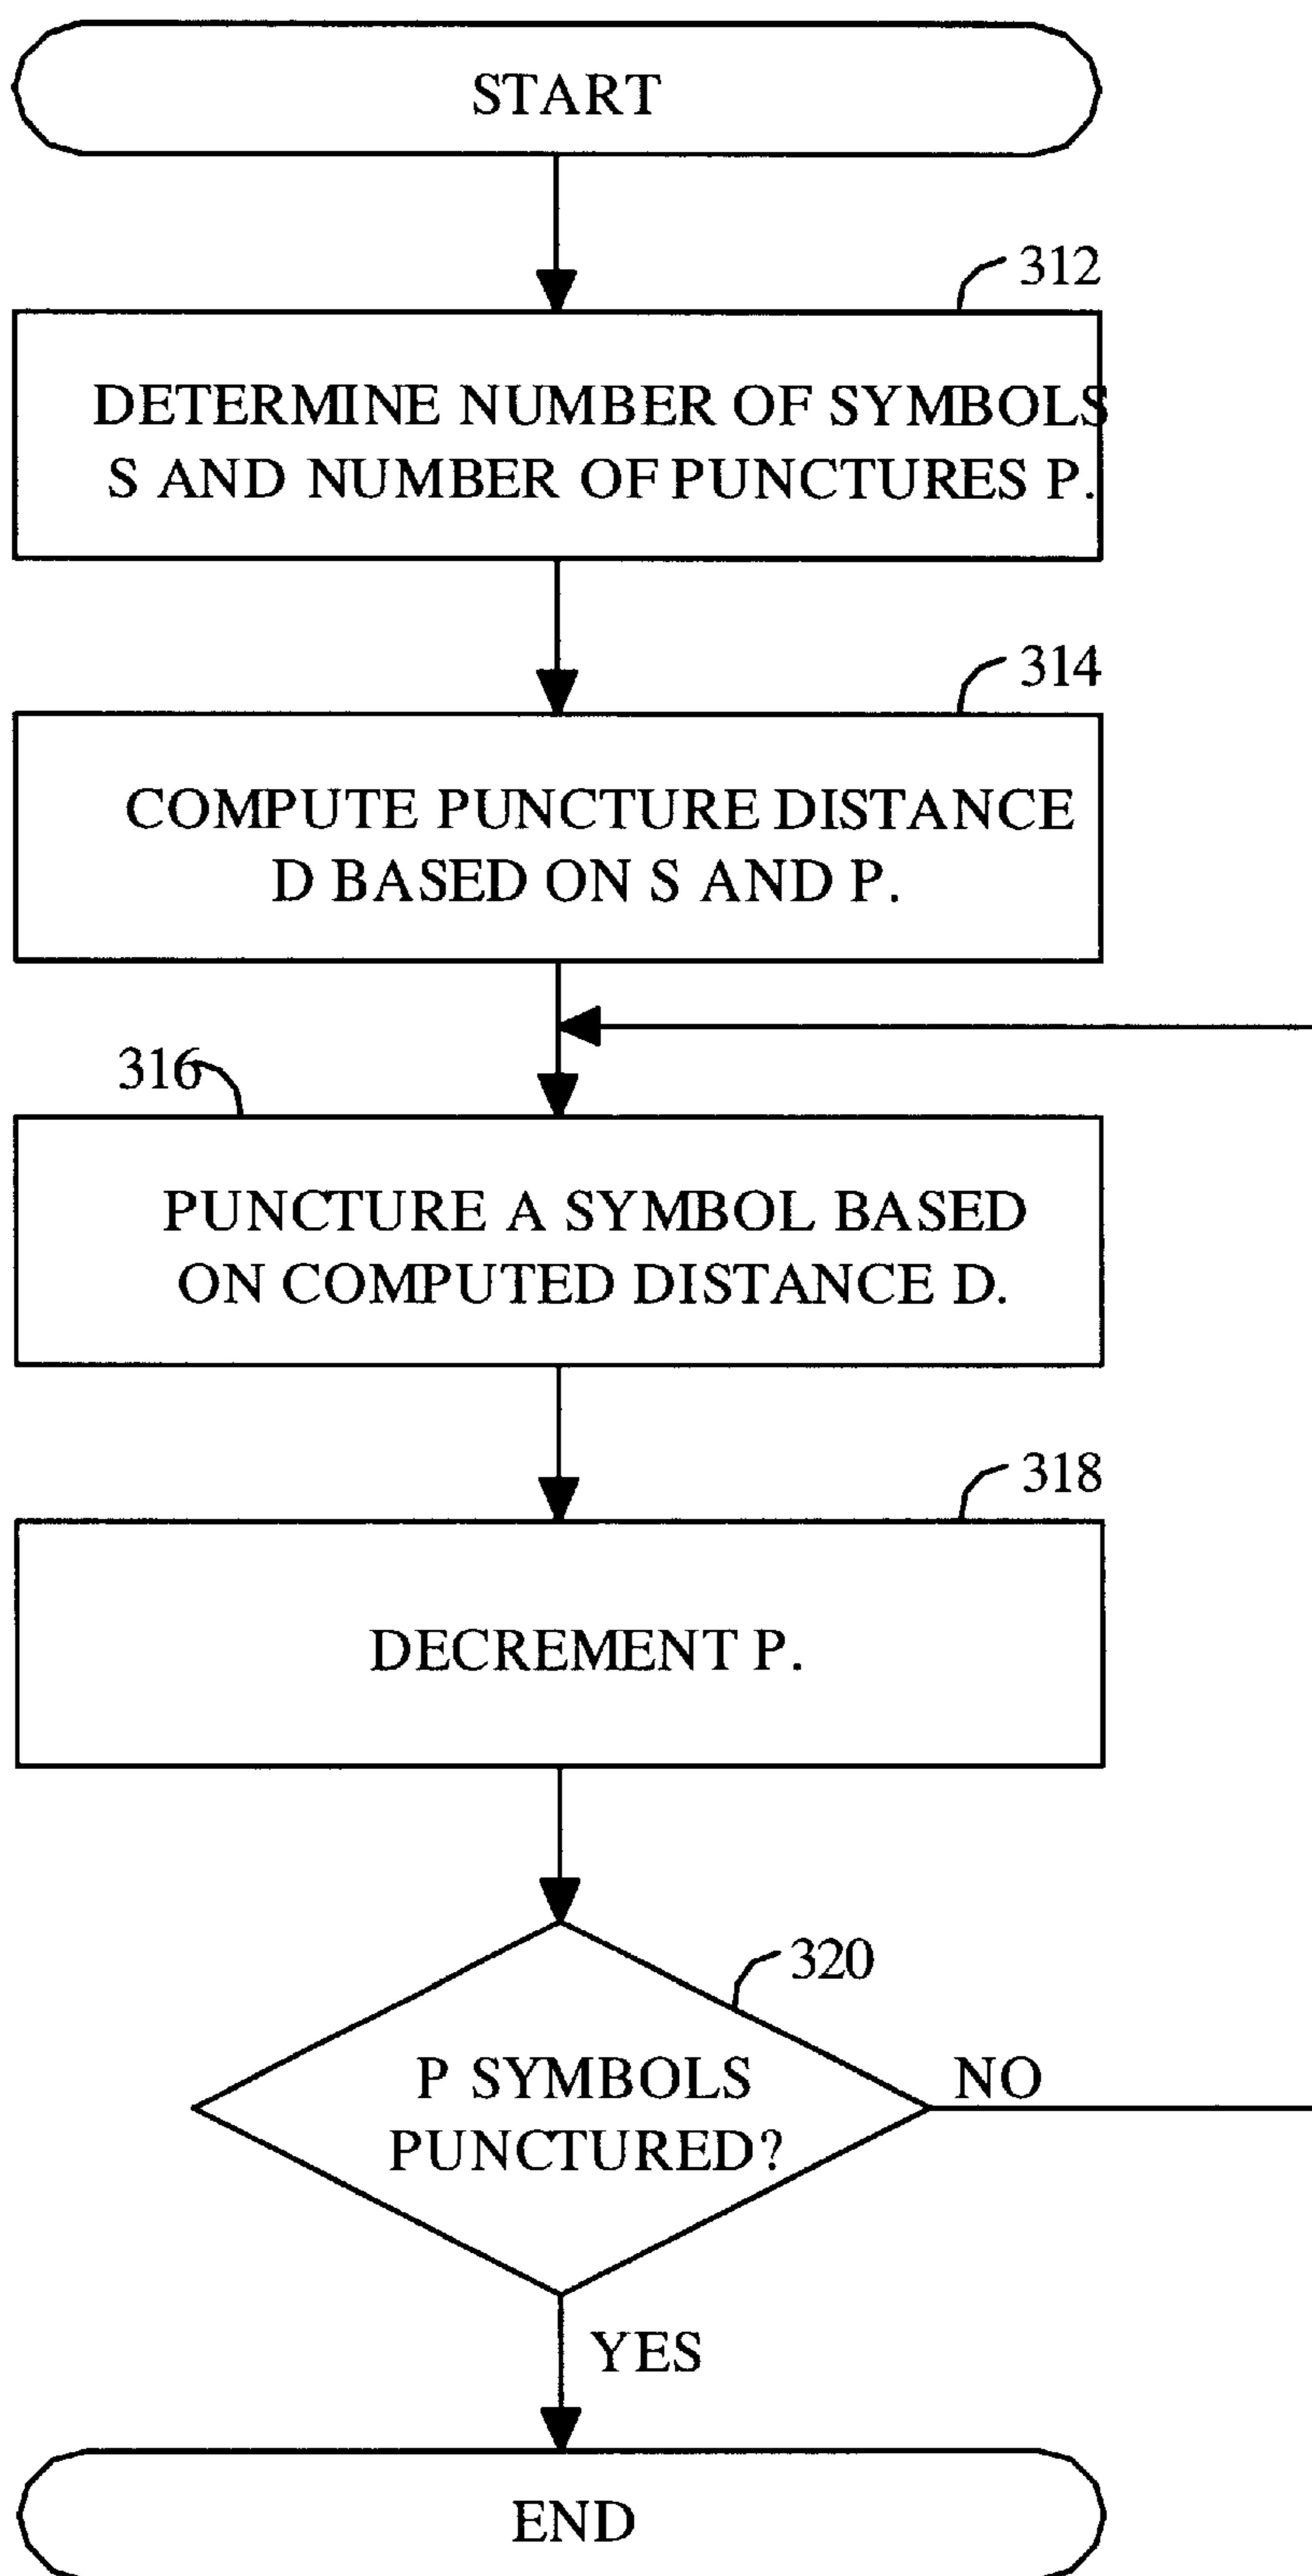 START
312
DETERMINE NUMBER OF SYMBOLS
S AND NUMBER OF PUNCTURES P.
314
COMPUTE PUNCTURE DISTANCE
D BASED ON S AND P.
316
PUNCTURE A SYMBOL BASED
ON COMPUTED DISTANCE D.
318
DECREMENT P.
320
P SYMBOLS
PUNCTURED?
NO
YES
END